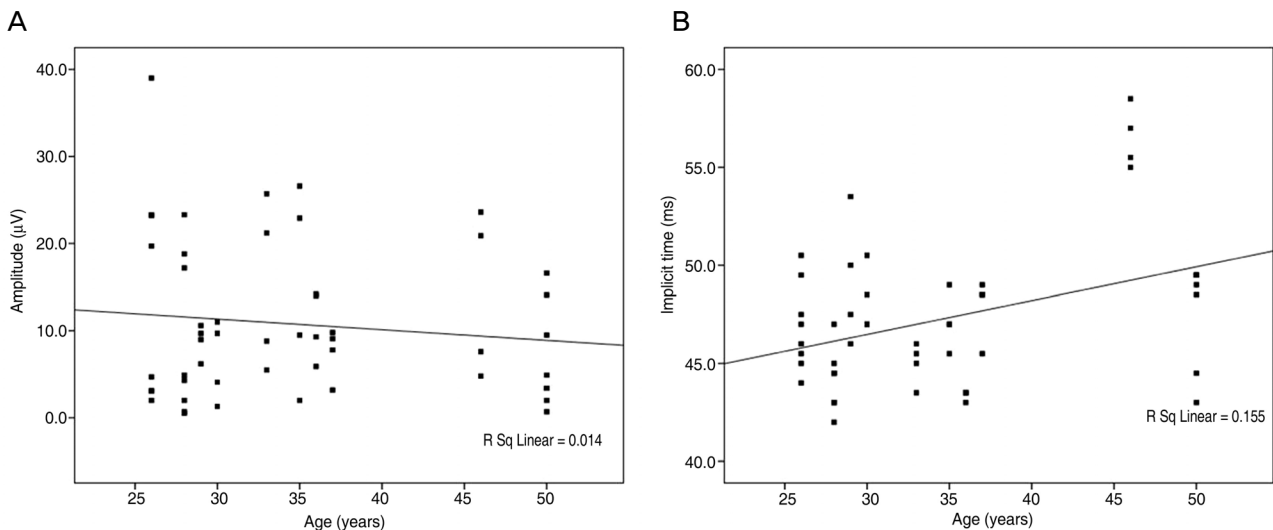 A
Amplitude (µV)
40.0
30.0
20.0
10.0
0.0
R Sq Linear = 0.014
25 30 35 40 45 50
Age (years)
B
Implicit time (ms)
60.0
55.0
50.0
45.0
40.0
R Sq Linear = 0.155
25 30 35 40 45 50
Age (years)